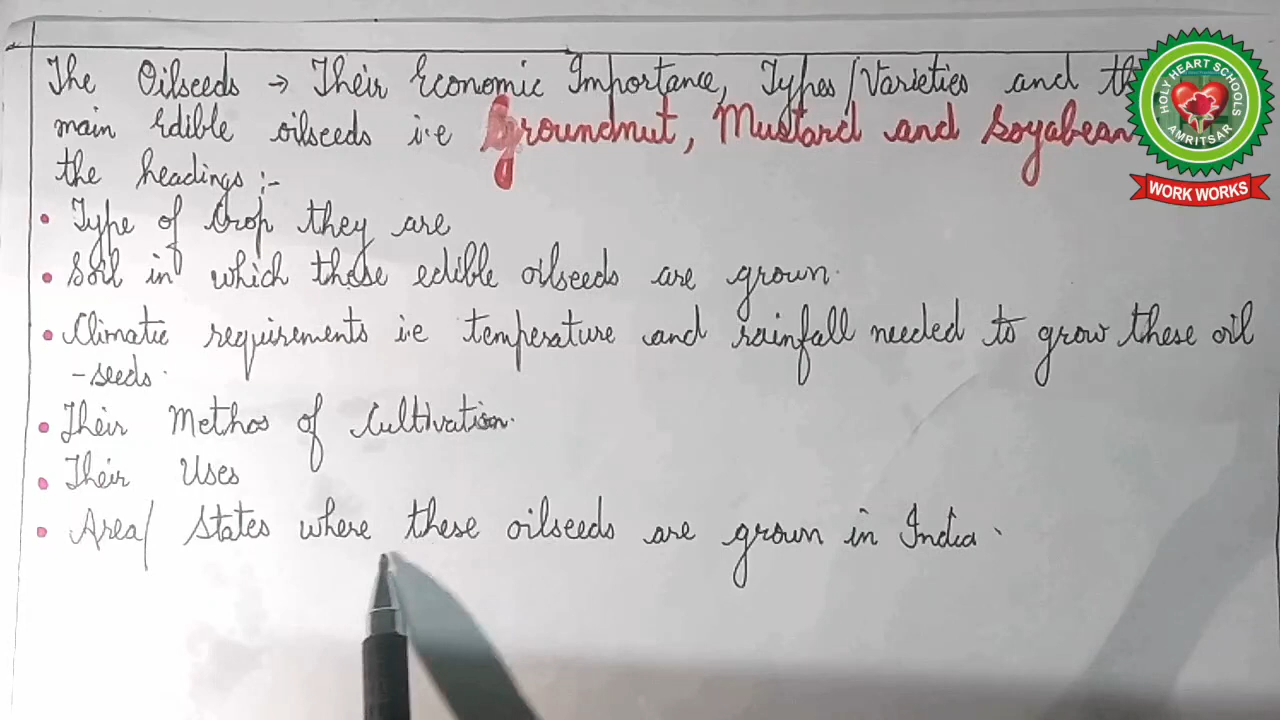 The Oilseeds → Their Economic Importance, Types/Varieties and th
main Edible oilseeds i.e Groundnut, Mustard and Soyabean
the headings :-
• Type of Crop they are
• Soil in which these edible oilseeds are grown.
• Climatic requirements i.e temperature and rainfall needed to grow these oil
-seeds.
• Their Methos of Cultivation.
• Their Uses
• Area/ States where these oilseeds are grown in India.
HOLY HEART SCHOOLS
AMRITSAR
WORK WORKS